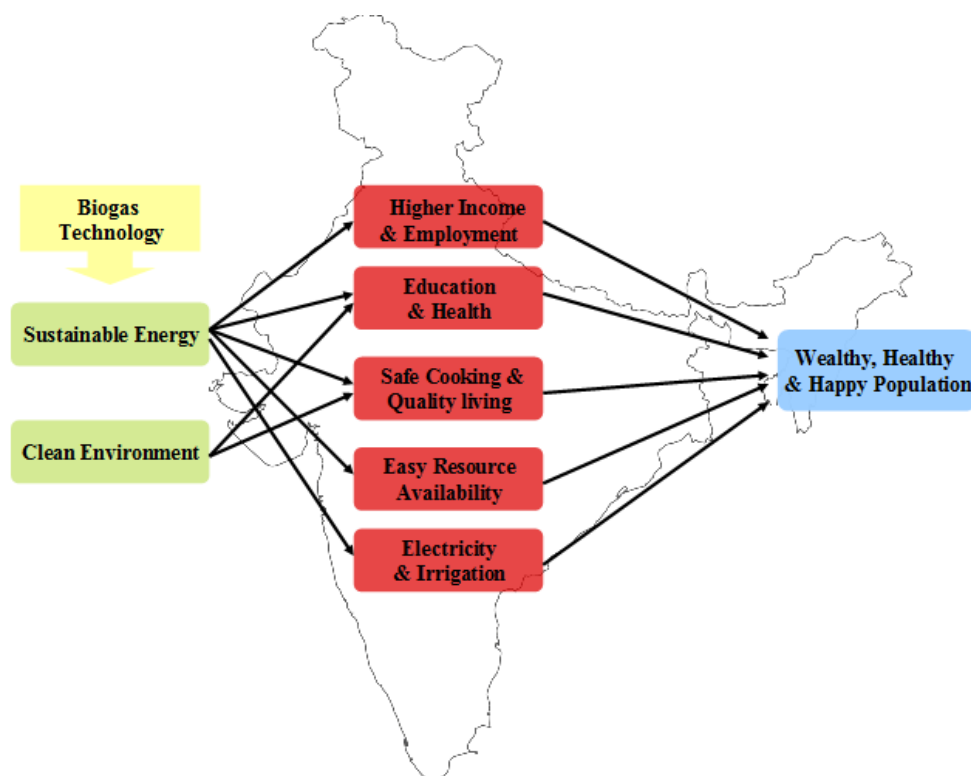 Biogas
Technology
Sustainable Energy
Clean Environment
Higher Income
& Employment
Education
& Health
Safe Cooking &
Quality living
Easy Resource
Availability
Electricity
& Irrigation
Wealthy, Healthy
& Happy Population